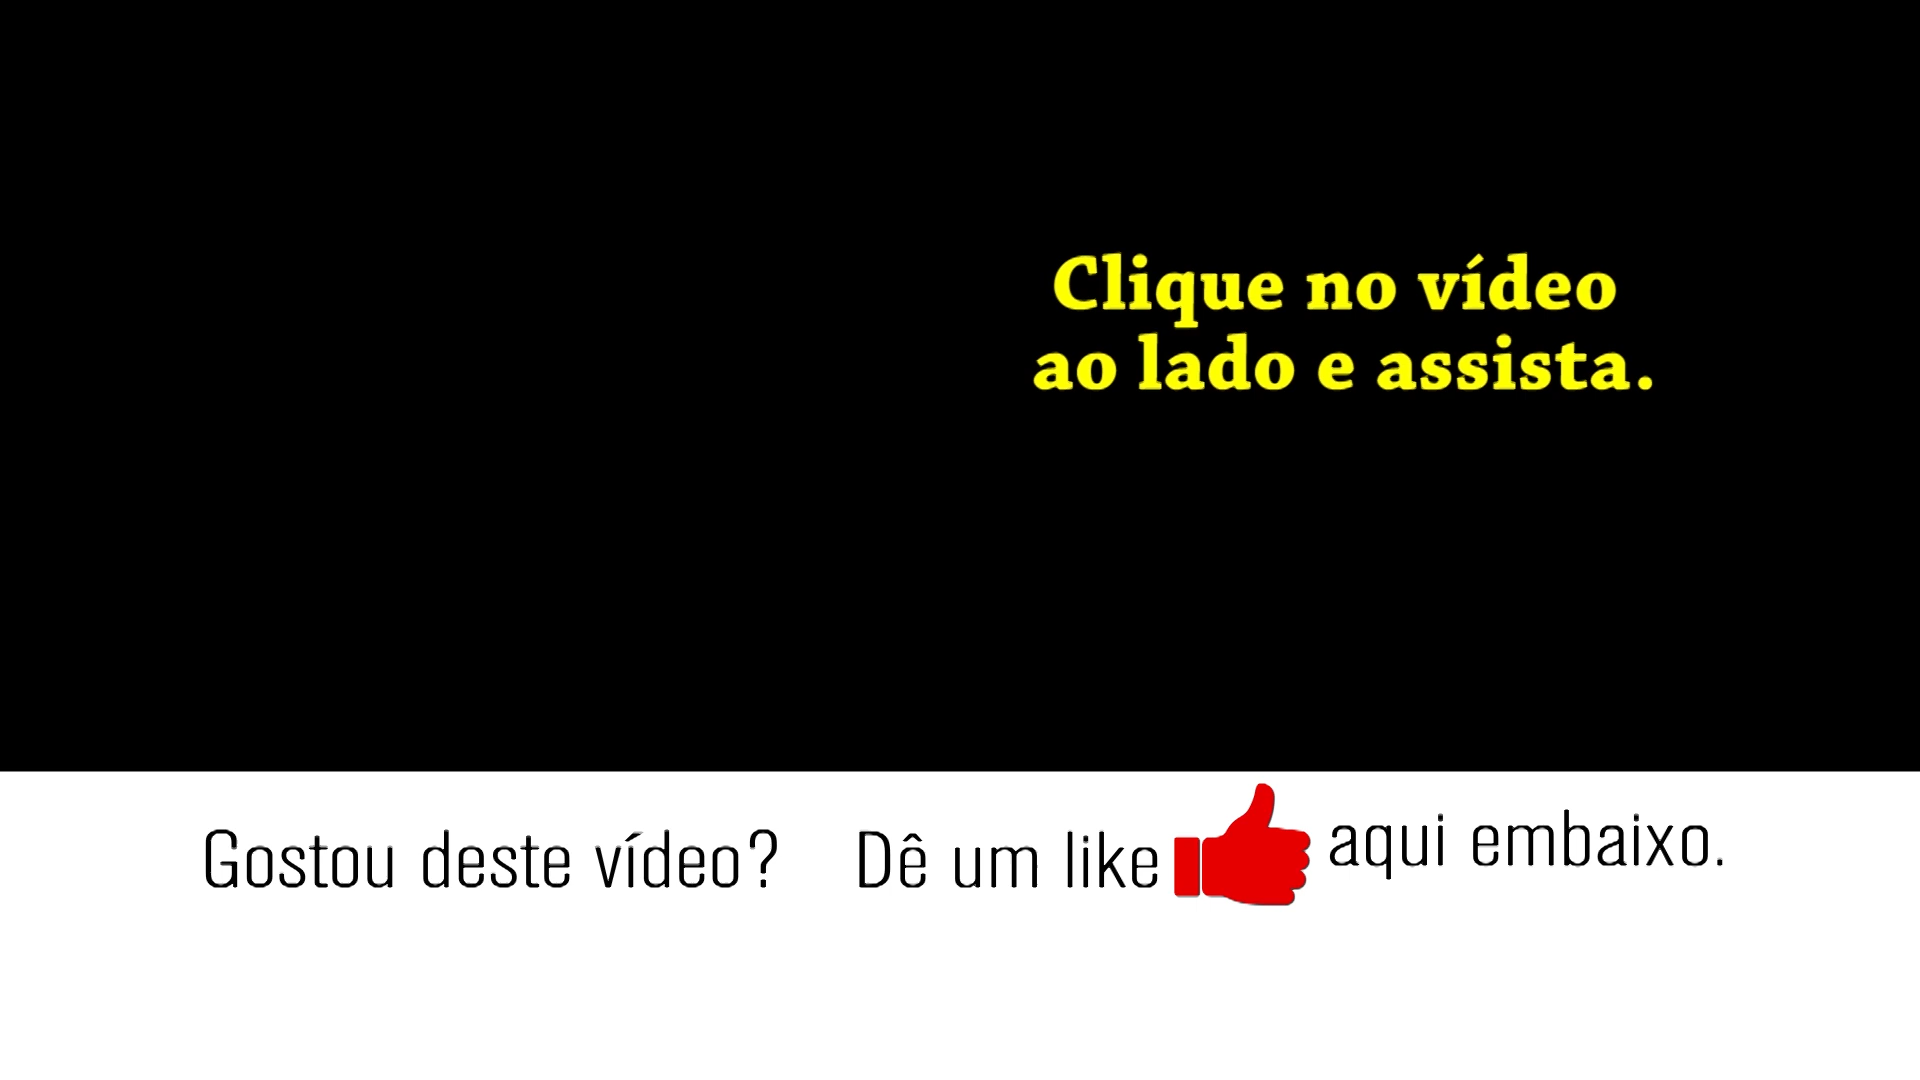 Clique no vídeo
ao lado e assista.
Gostou deste vídeo? Dê um like aqui embaixo.